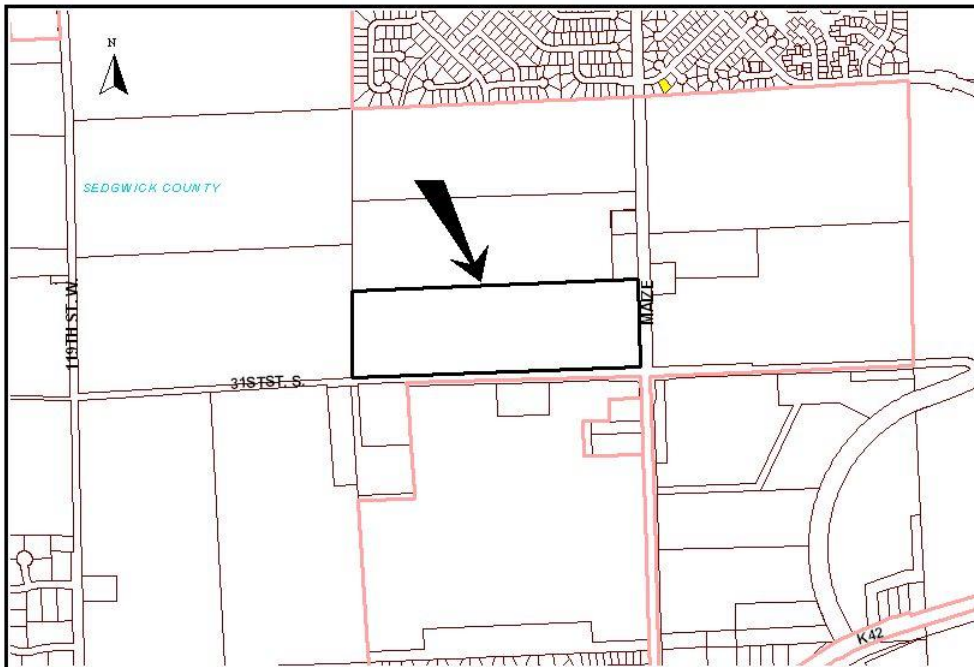 N
SEDGWICK COUNTY
119TH ST. W.
MAIZE
31STST. S.
K42